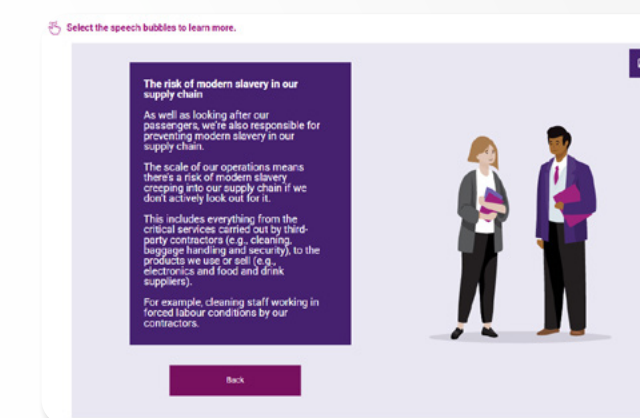 Select the speech bubbles to learn more.
The risk of modern slavery in our
supply chain
As well as looking after our
passengers, we're also responsible for
preventing modern slavery in our
supply chain.
The scale of our operations means
there's a risk of modern slavery
creeping into our supply chain if we
don't actively look out for it.
This includes everything from the
critical services carried out by third-
party contractors (e.g., cleaning,
baggage handling and security), to the
products we use or sell (e.g.,
electronics and food and drink
suppliers).
For example, cleaning staff working in
forced labour conditions by our
contractors.
Back